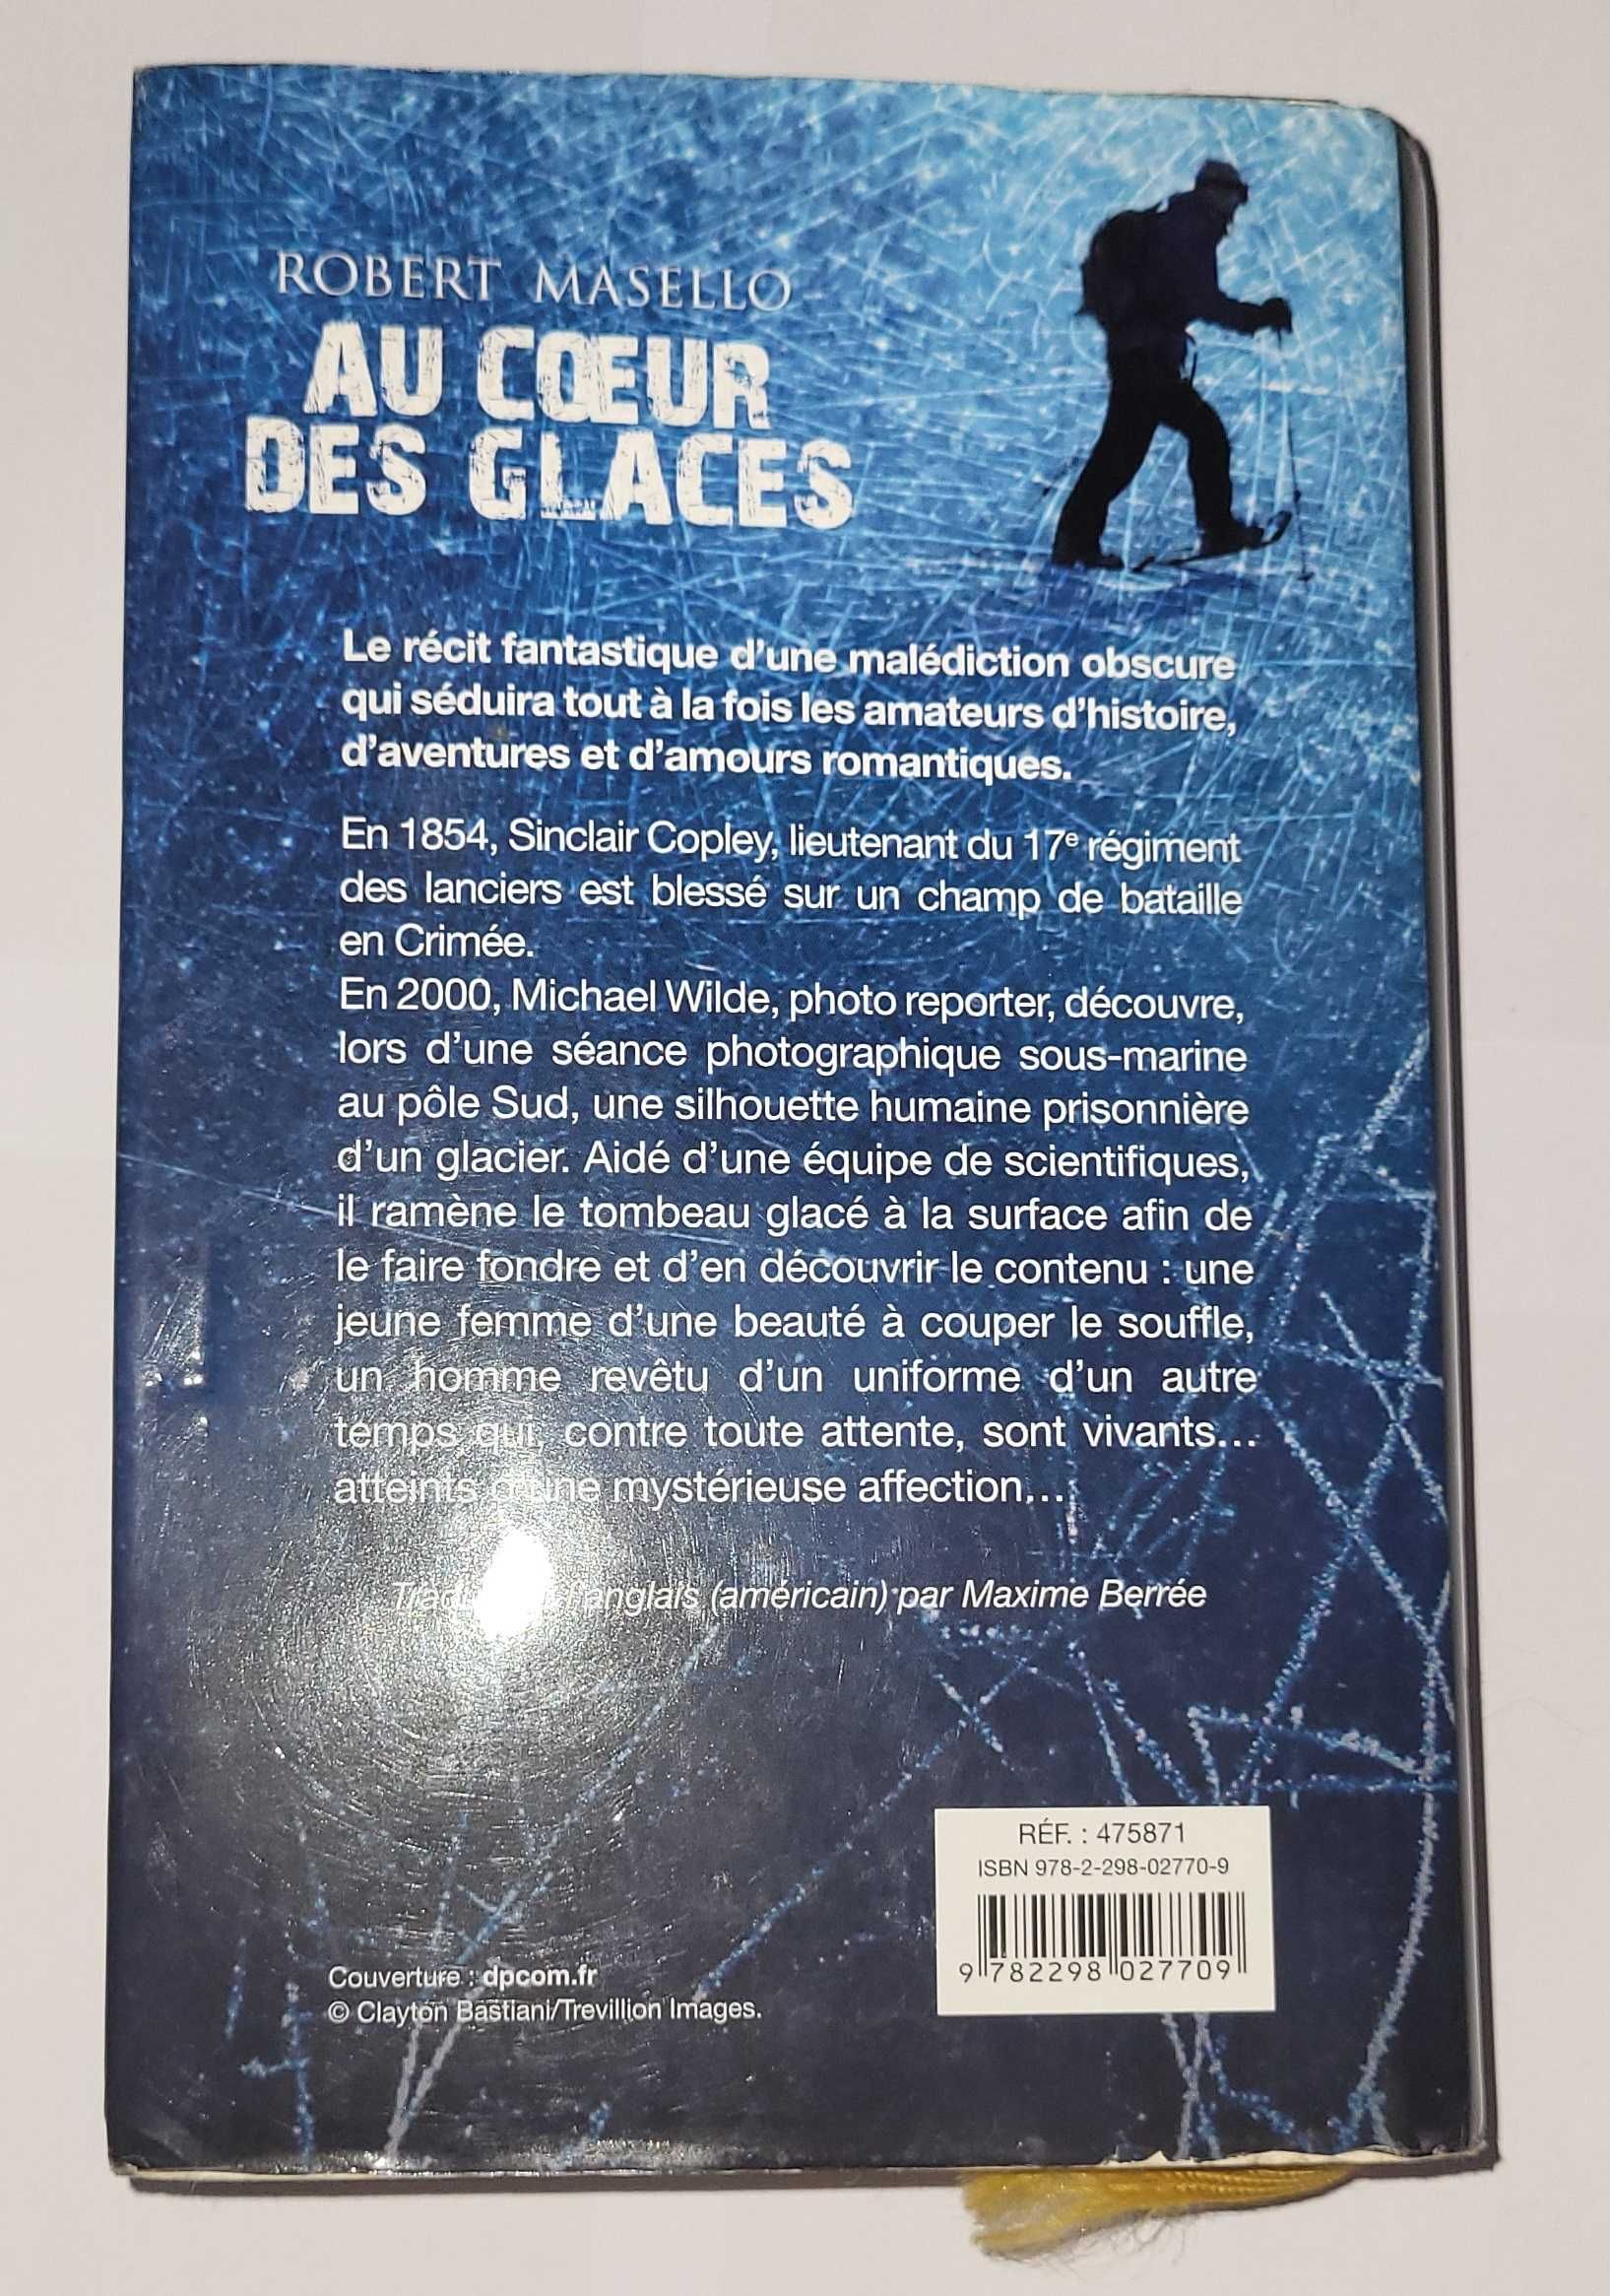 ROBERT MASELLO
AU CŒUR
DES GLACES
Le récit fantastique d'une malédiction obscure
qui séduira tout à la fois les amateurs d'histoire,
d'aventures et d'amours romantiques.
En 1854, Sinclair Copley, lieutenant du 17e régiment
des lanciers est blessé sur un champ de bataille
en Crimée.
En 2000, Michael Wilde, photo reporter, découvre,
lors d'une séance photographique sous-marine
au pôle Sud, une silhouette humaine prisonnière
d'un glacier. Aidé d'une équipe de scientifiques,
il ramène le tombeau glacé à la surface afin de
le faire fondre et d'en découvrir le contenu : une
jeune femme d'une beauté à couper le souffle,
un homme revêtu d'un uniforme d'un autre
temps qui, contre toute attente, sont vivants...
atteints d'une mystérieuse affection...
l'anglais (américain) par Maxime Berrée
RÉF. : 475871
ISBN 978-2-298-02770-9
9 782298 027709
Couverture : dpcom.fr
© Clayton Bastiani/Trevillion Images.